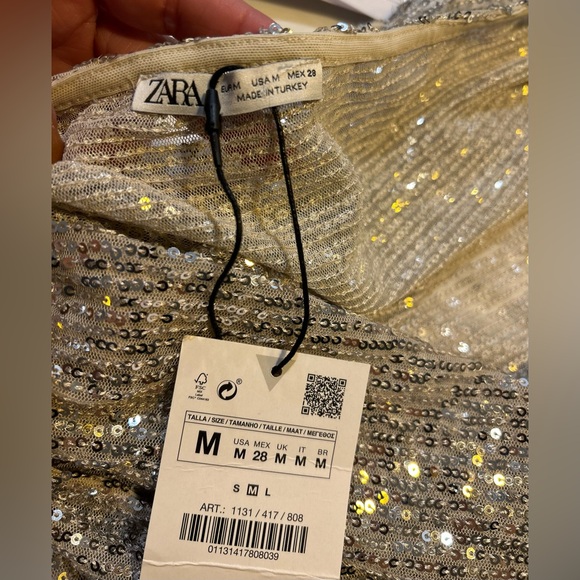 ZARA EUR M USA M MEX 28
MADE IN TURKEY
FSC
TALLA / SIZE / TAMANHO / TAILLE / MAAT / ΜΕΓΕΘΟΣ
M USA MEX UK IT BR
M 28 M M M
S M L
ART.: 1131 / 417 / 808
01131417808039